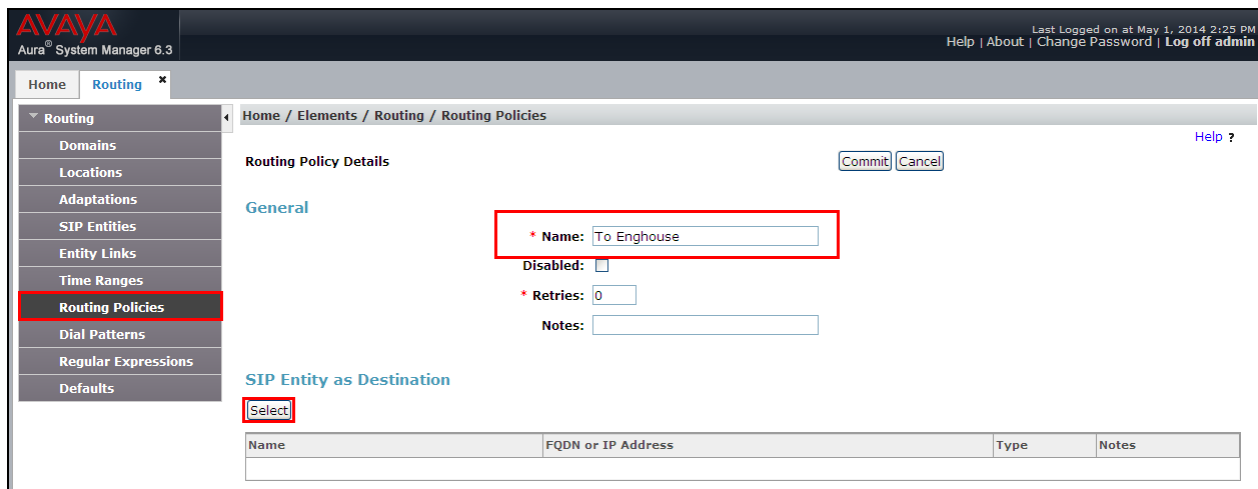 AVAYA
Aura® System Manager 6.3
Last Logged on at May 1, 2014 2:25 PM
Help | About | Change Password | Log off admin
Home
Routing ×
Routing
Domains
Locations
Adaptations
SIP Entities
Entity Links
Time Ranges
Routing Policies
Dial Patterns
Regular Expressions
Defaults
Home / Elements / Routing / Routing Policies
Help ?
Routing Policy Details
Commit Cancel
General
* Name: To Enghouse
Disabled:
* Retries: 0
Notes:
SIP Entity as Destination
Select
Name FQDN or IP Address Type Notes